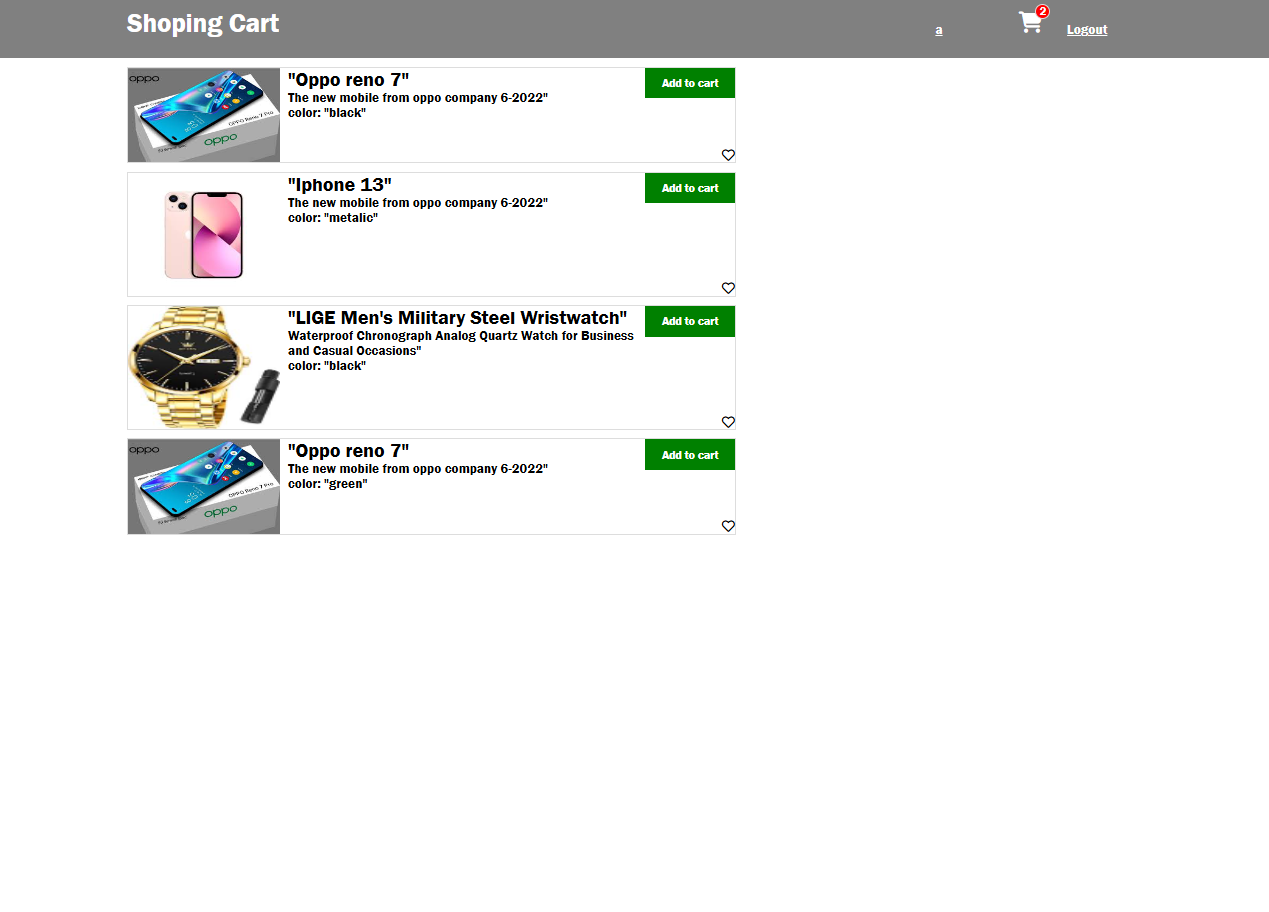 Shoping Cart
a
2
Logout
oppo
OPPO Reno 7 Pro
oppo
"Oppo reno 7"
The new mobile from oppo company 6-2022"
color: "black"
Add to cart
"Iphone 13"
The new mobile from oppo company 6-2022"
color: "metalic"
Add to cart
"LIGE Men's Military Steel Wristwatch"
Waterproof Chronograph Analog Quartz Watch for Business
and Casual Occasions"
color: "black"
Add to cart
oppo
OPPO Reno 7 Pro
oppo
"Oppo reno 7"
The new mobile from oppo company 6-2022"
color: "green"
Add to cart